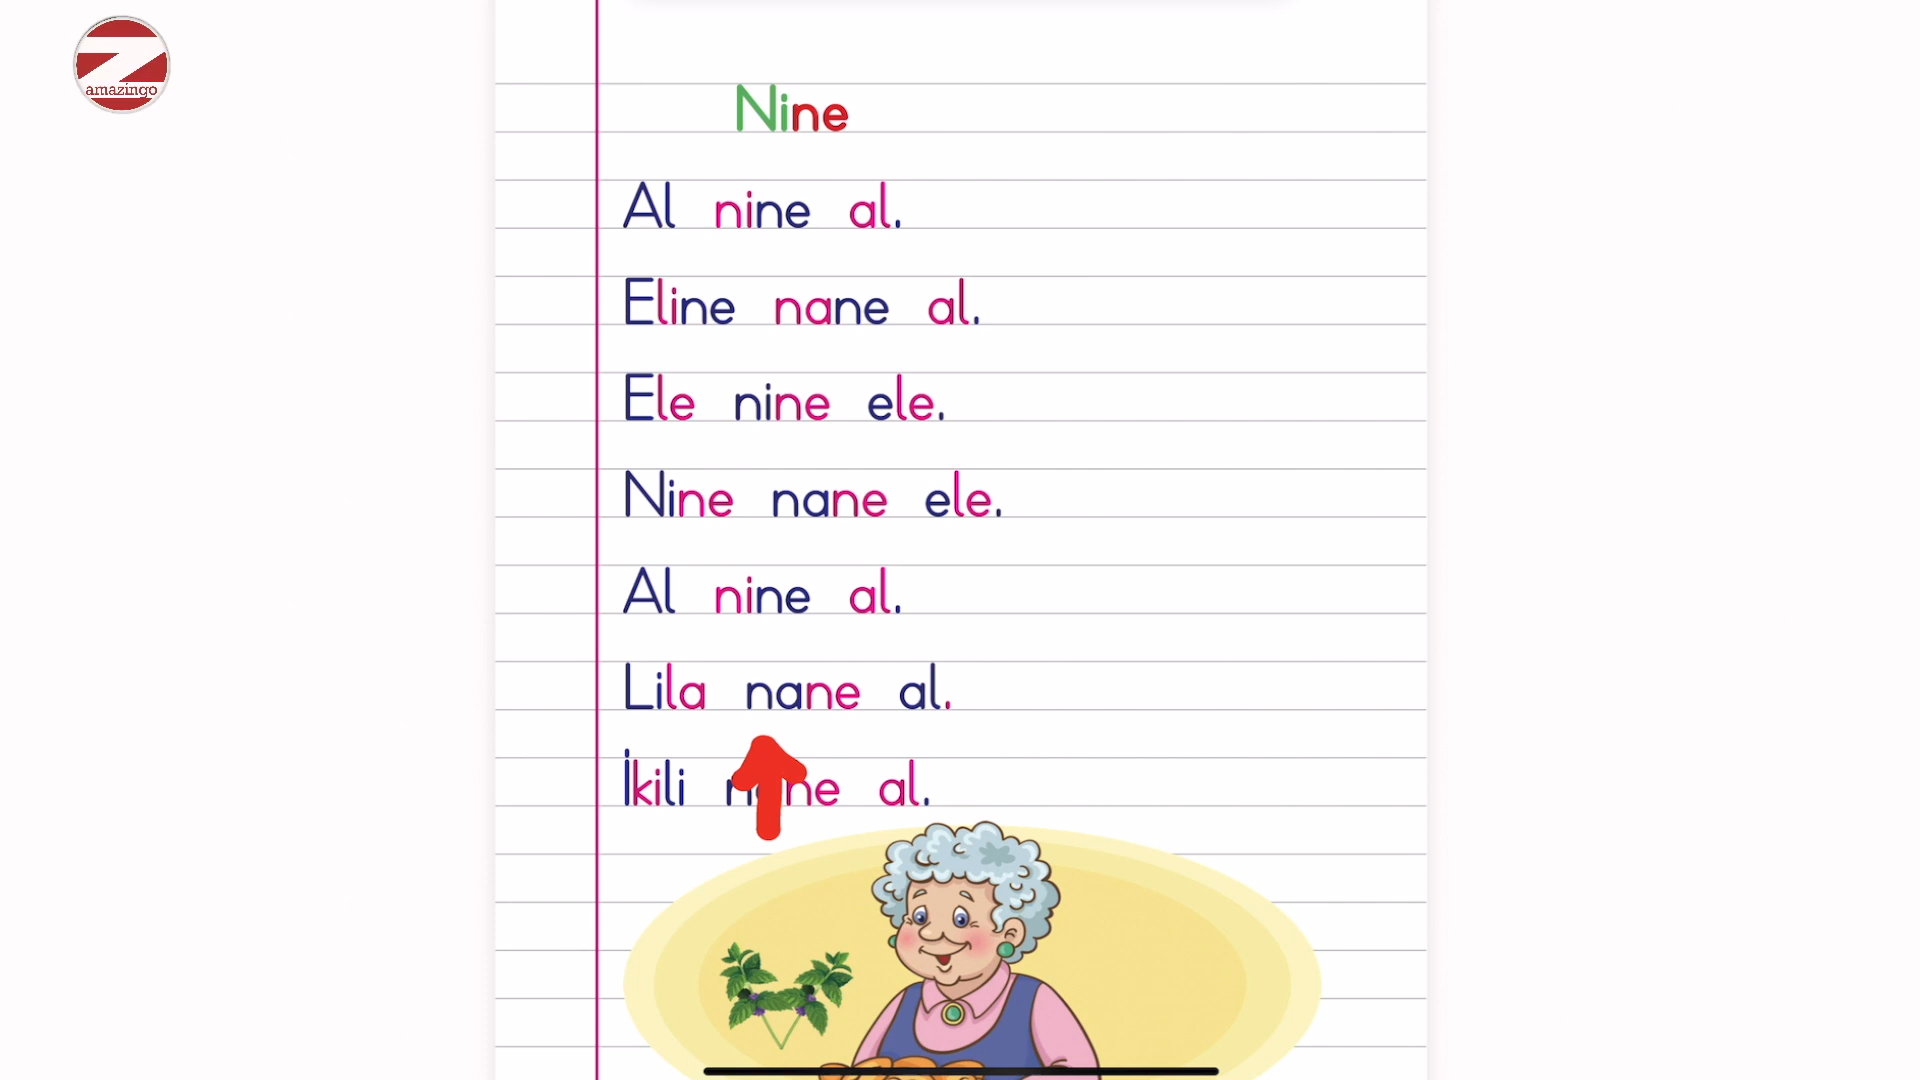 amazingo
Nine
Al nine al.
Eline nane al.
Ele nine ele.
Nine nane ele.
Al nine al.
Lila nane al.
İkili nane al.